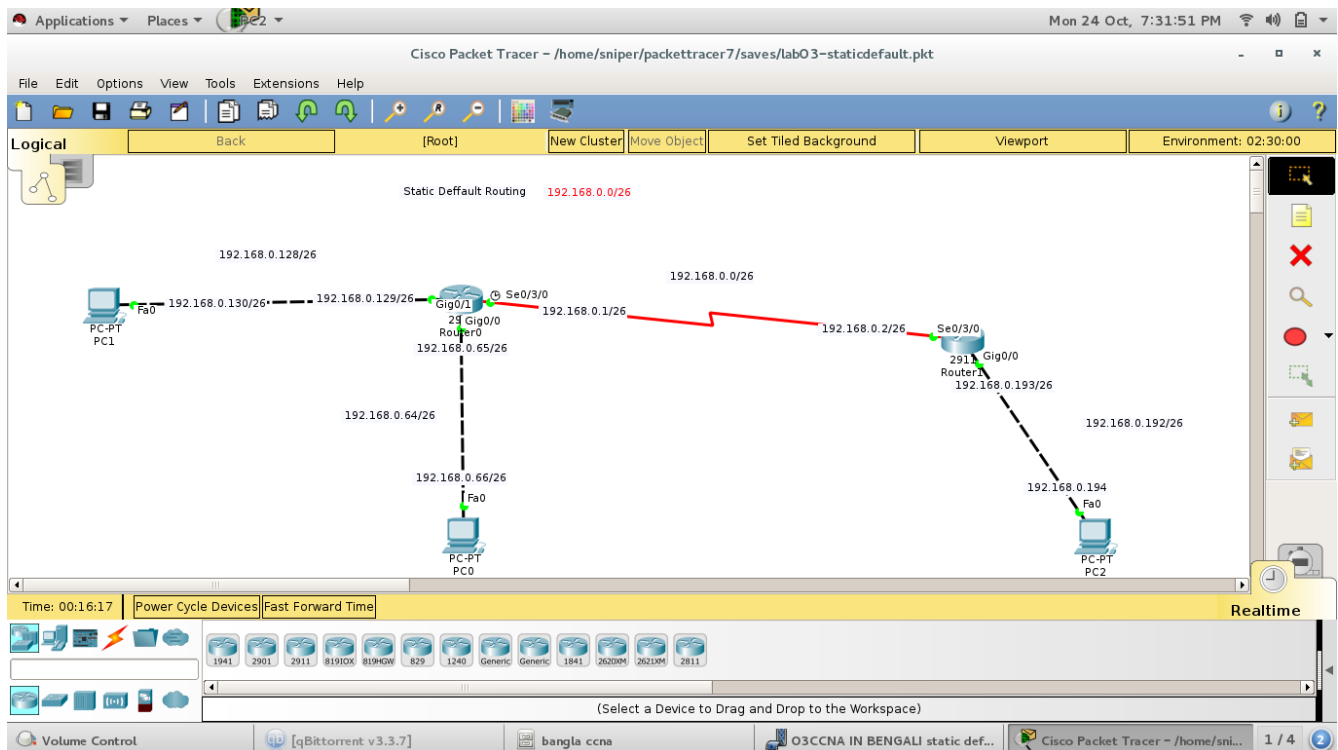 Applications Places PC2 Mon 24 Oct, 7:31:51 PM
Cisco Packet Tracer – /home/sniper/packettracer7/saves/labO3-staticdefault.pkt
File Edit Options View Tools Extensions Help
Logical Back [Root] New Cluster Move Object Set Tiled Background Viewport Environment: 02:30:00
Static Deffault Routing 192.168.0.0/26
192.168.0.128/26
192.168.0.0/26
Fa0 192.168.0.130/26 192.168.0.129/26 Gig0/1 Se0/3/0
192.168.0.1/26
PC-PT
PC1
29 Gig0/0
Router0
192.168.0.65/26
192.168.0.2/26 Se0/3/0
2911 Gig0/0
Router1
192.168.0.193/26
192.168.0.64/26
192.168.0.192/26
192.168.0.66/26
Fa0
192.168.0.194
Fa0
PC-PT
PC0
PC-PT
PC2
Time: 00:16:17 Power Cycle Devices Fast Forward Time Realtime
1941 2901 2911 819IOX 819HGW 829 1240 Generic Generic 1841 2620XM 2621XM 2811
(Select a Device to Drag and Drop to the Workspace)
Volume Control [qBittorrent v3.3.7] bangla ccna O3CCNA IN BENGALI static def... Cisco Packet Tracer – /home/sni... 1 / 4 2